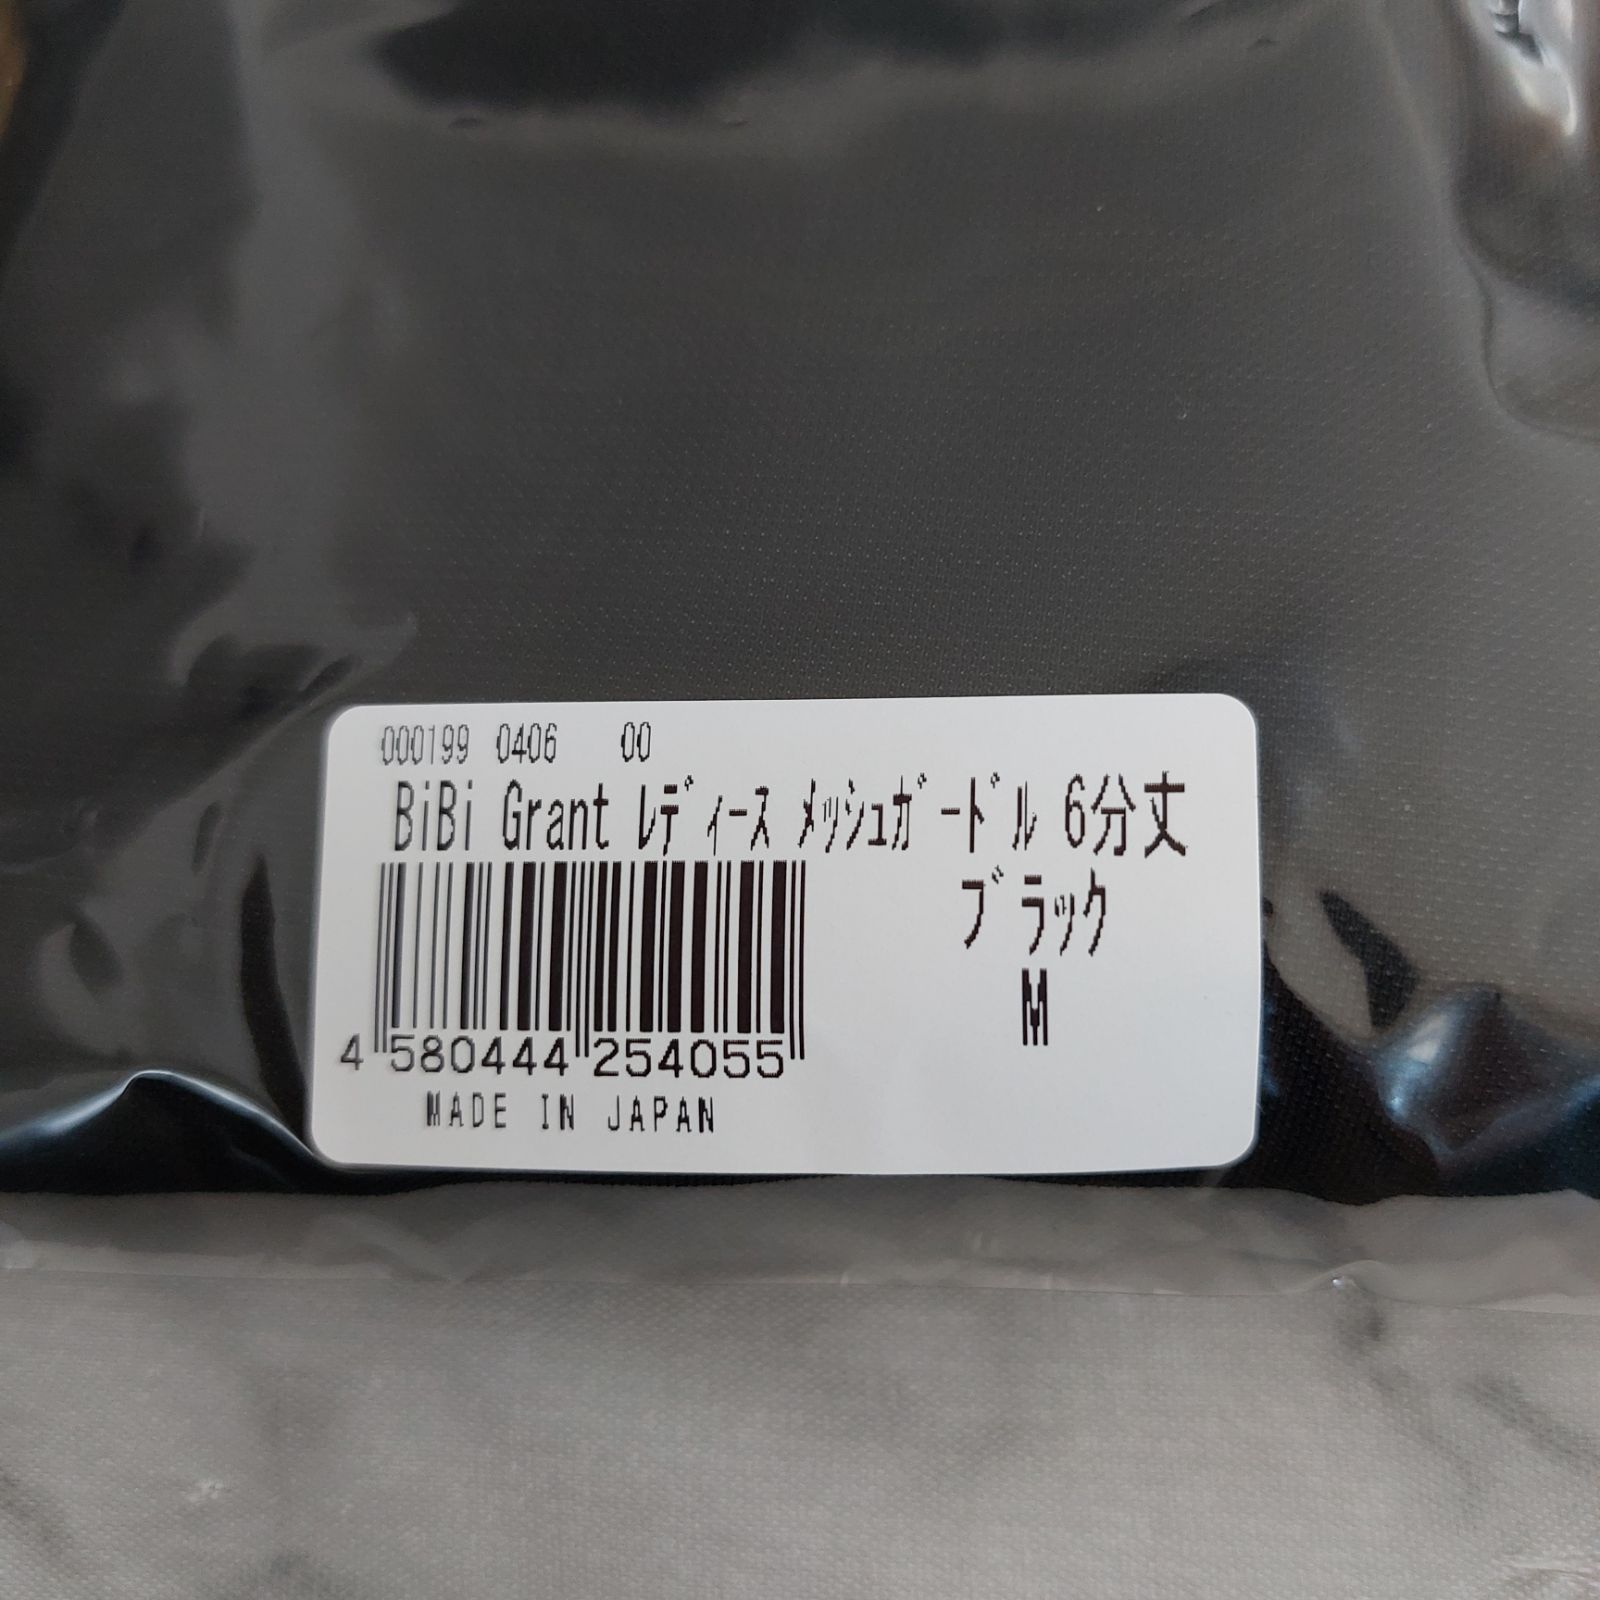 000199 0406 00
BiBi Grant ﾚﾃﾞｨｰｽ ﾒｯｼｭｶﾞｰﾄﾞﾙ 6分丈
ﾌﾞﾗｯｸ
M
4 580444 254055
MADE IN JAPAN